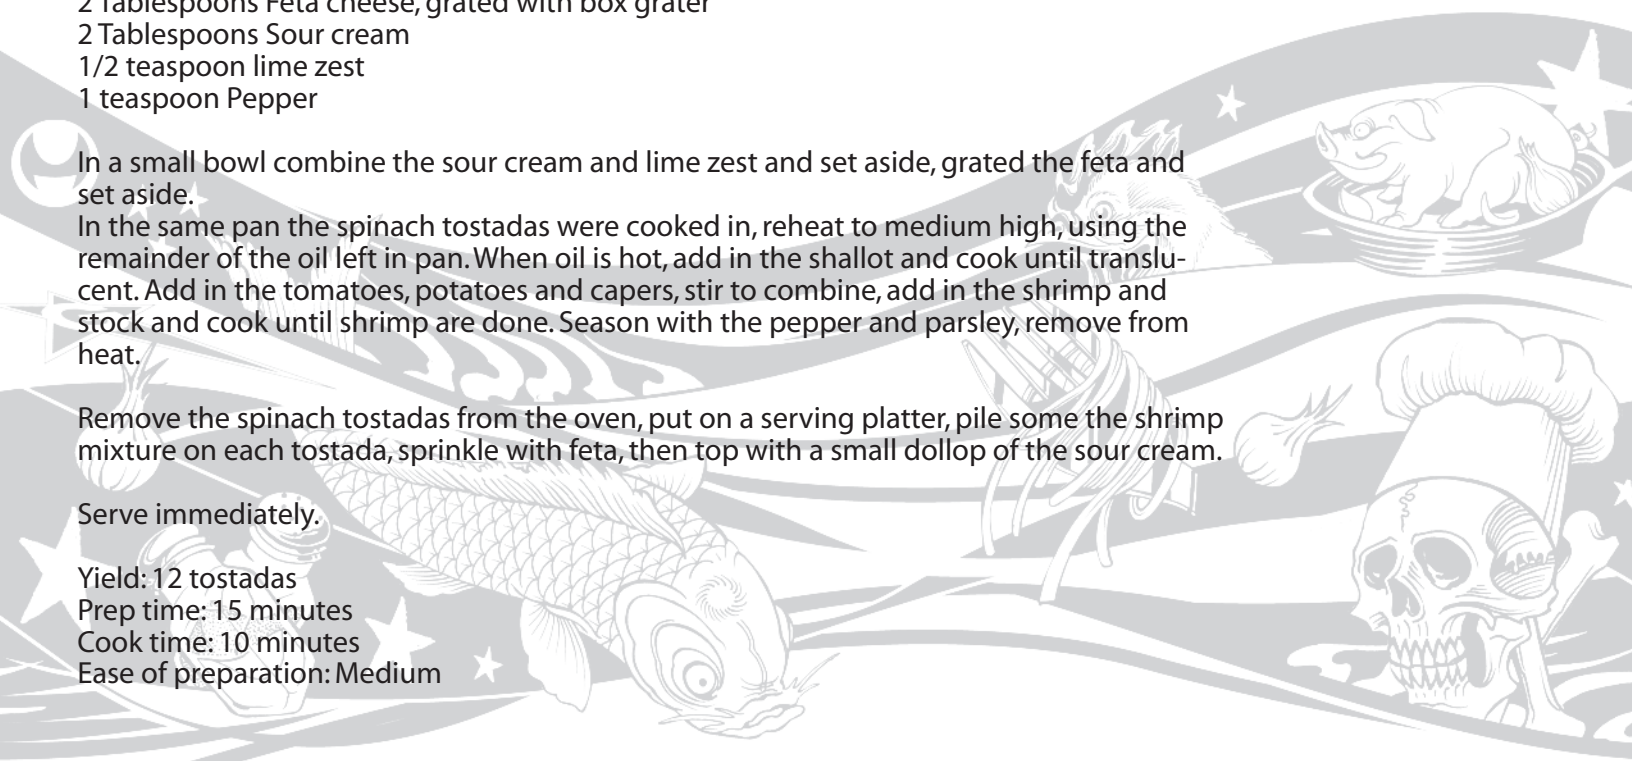 2 Tablespoons Feta cheese, grated with box grater
2 Tablespoons Sour cream
1/2 teaspoon lime zest
1 teaspoon Pepper
In a small bowl combine the sour cream and lime zest and set aside, grated the feta and
set aside.
In the same pan the spinach tostadas were cooked in, reheat to medium high, using the
remainder of the oil left in pan. When oil is hot, add in the shallot and cook until translu-
cent. Add in the tomatoes, potatoes and capers, stir to combine, add in the shrimp and
stock and cook until shrimp are done. Season with the pepper and parsley, remove from
heat.
Remove the spinach tostadas from the oven, put on a serving platter, pile some the shrimp
mixture on each tostada, sprinkle with feta, then top with a small dollop of the sour cream.
Serve immediately.
Yield: 12 tostadas
Prep time: 15 minutes
Cook time: 10 minutes
Ease of preparation: Medium